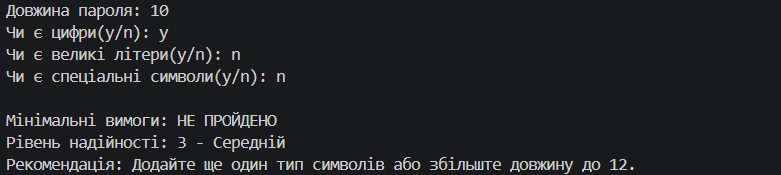 Довжина пароля: 10
Чи є цифри(y/n): y
Чи є великі літери(y/n): n
Чи є спеціальні символи(y/n): n
Мінімальні вимоги: НЕ ПРОЙДЕНО
Рівень надійності: 3 - Середній
Рекомендація: Додайте ще один тип символів або збільште довжину до 12.